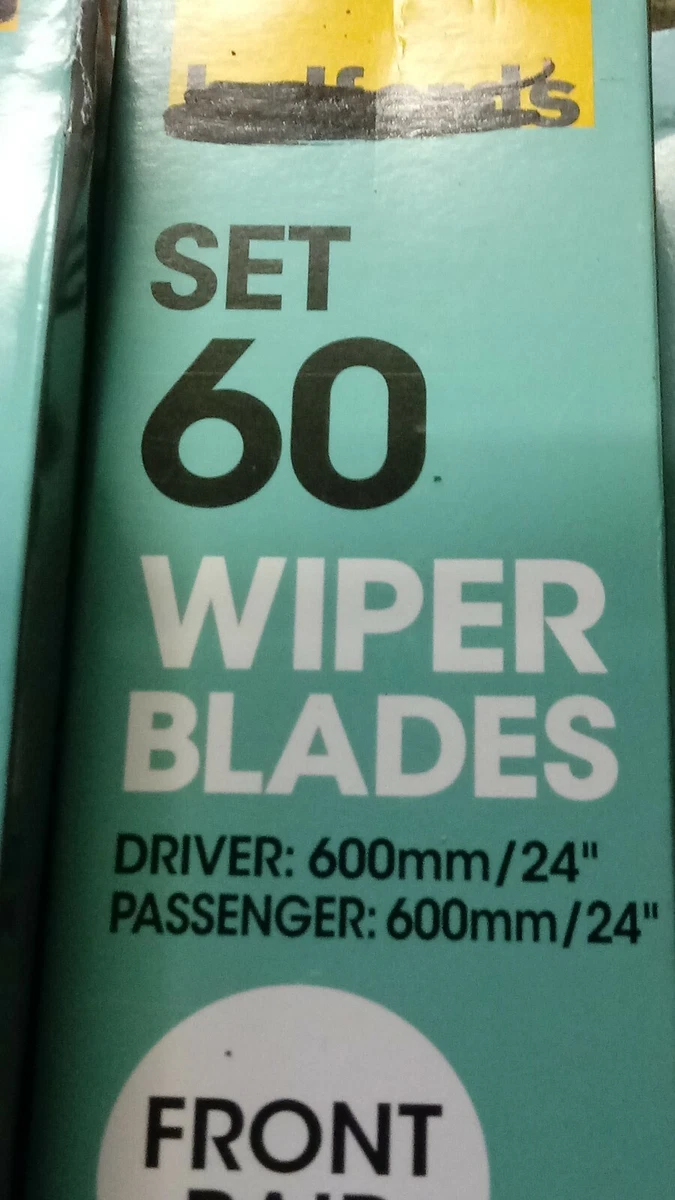 SET
60
WIPER
BLADES
DRIVER: 600mm/24"
PASSENGER: 600mm/24"
FRONT